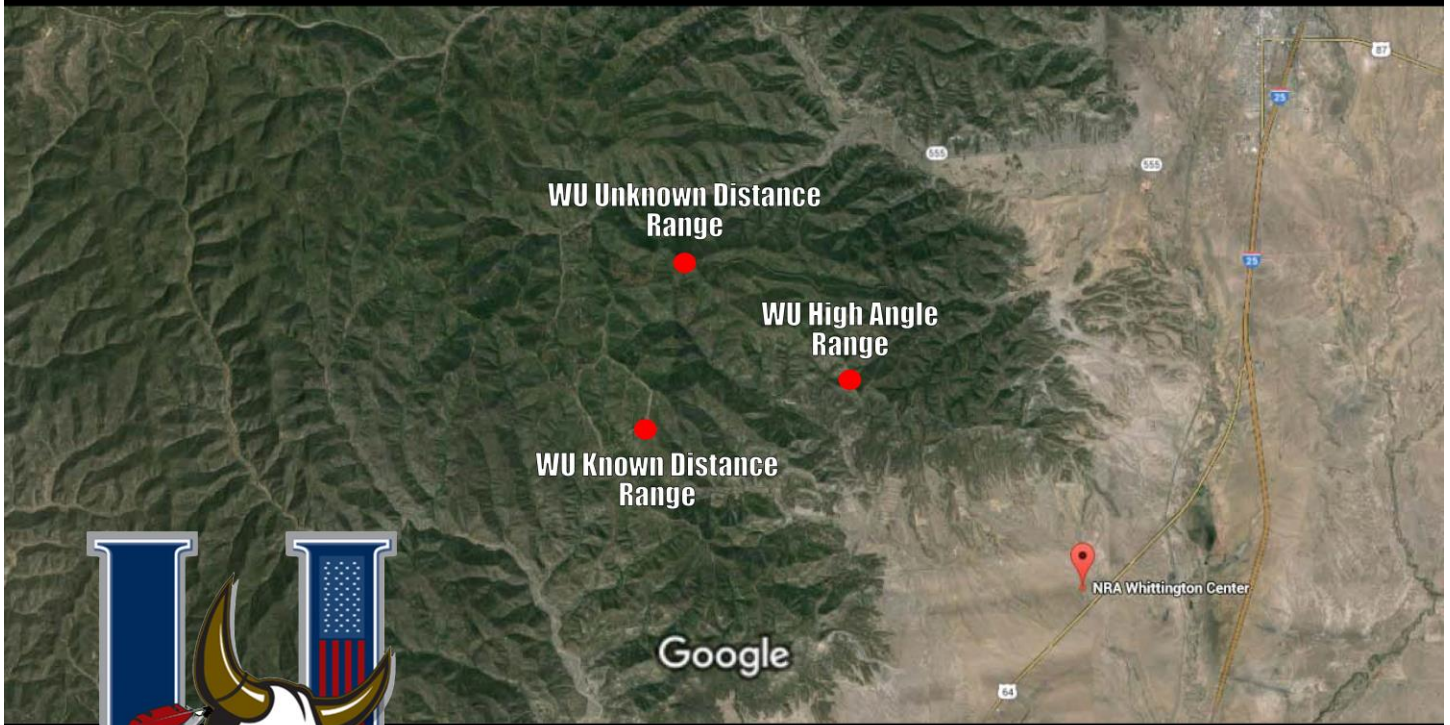 87
25
555
555
WU Unknown Distance
Range
25
WU High Angle
Range
WU Known Distance
Range
NRA Whittington Center
Google
64